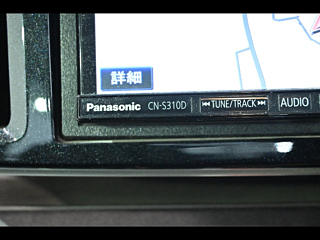 詳細
Panasonic CN-S310D ⏮TUNE/TRACK⏭ AUDIO